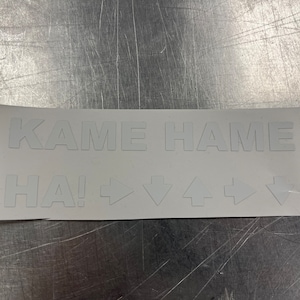 KAME HAME
HA! → ↓ ↑ → ↓